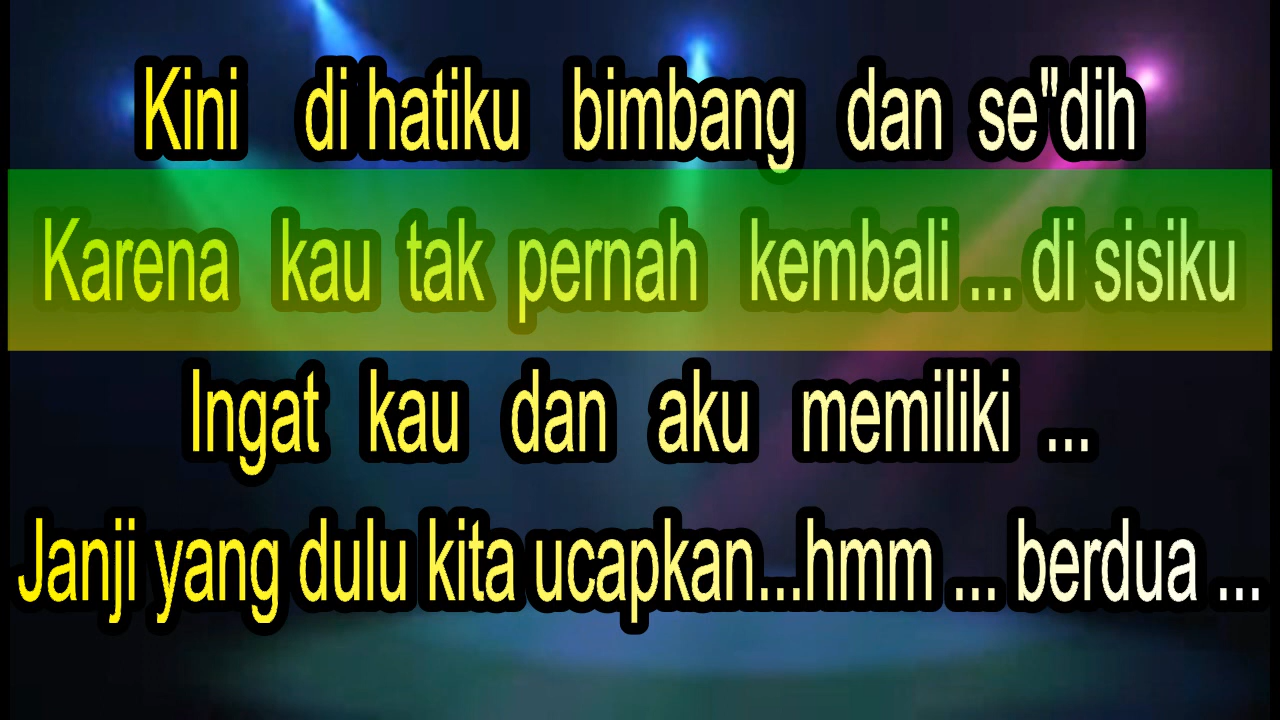 Kini di hatiku bimbang dan se"dih
Karena kau tak pernah kembali ... di sisiku
Ingat kau dan aku memiliki ...
Janji yang dulu kita ucapkan...hmm ... berdua ...